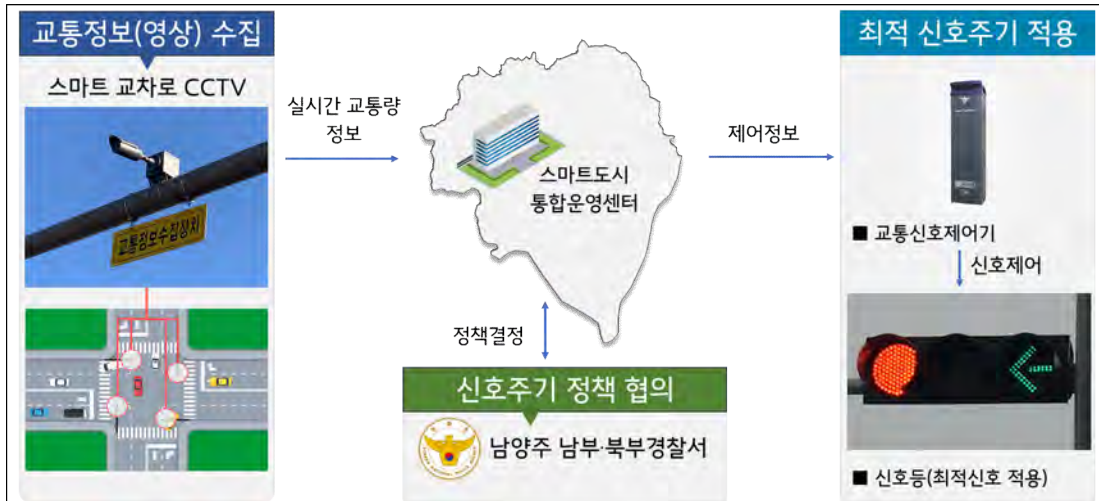 교통정보(영상) 수집
스마트 교차로 CCTV
교통정보수집장치
실시간 교통량
정보
스마트도시
통합운영센터
정책결정
신호주기 정책 협의
남양주 남부·북부경찰서
제어정보
최적 신호주기 적용
■ 교통신호제어기
신호제어
■ 신호등(최적신호 적용)